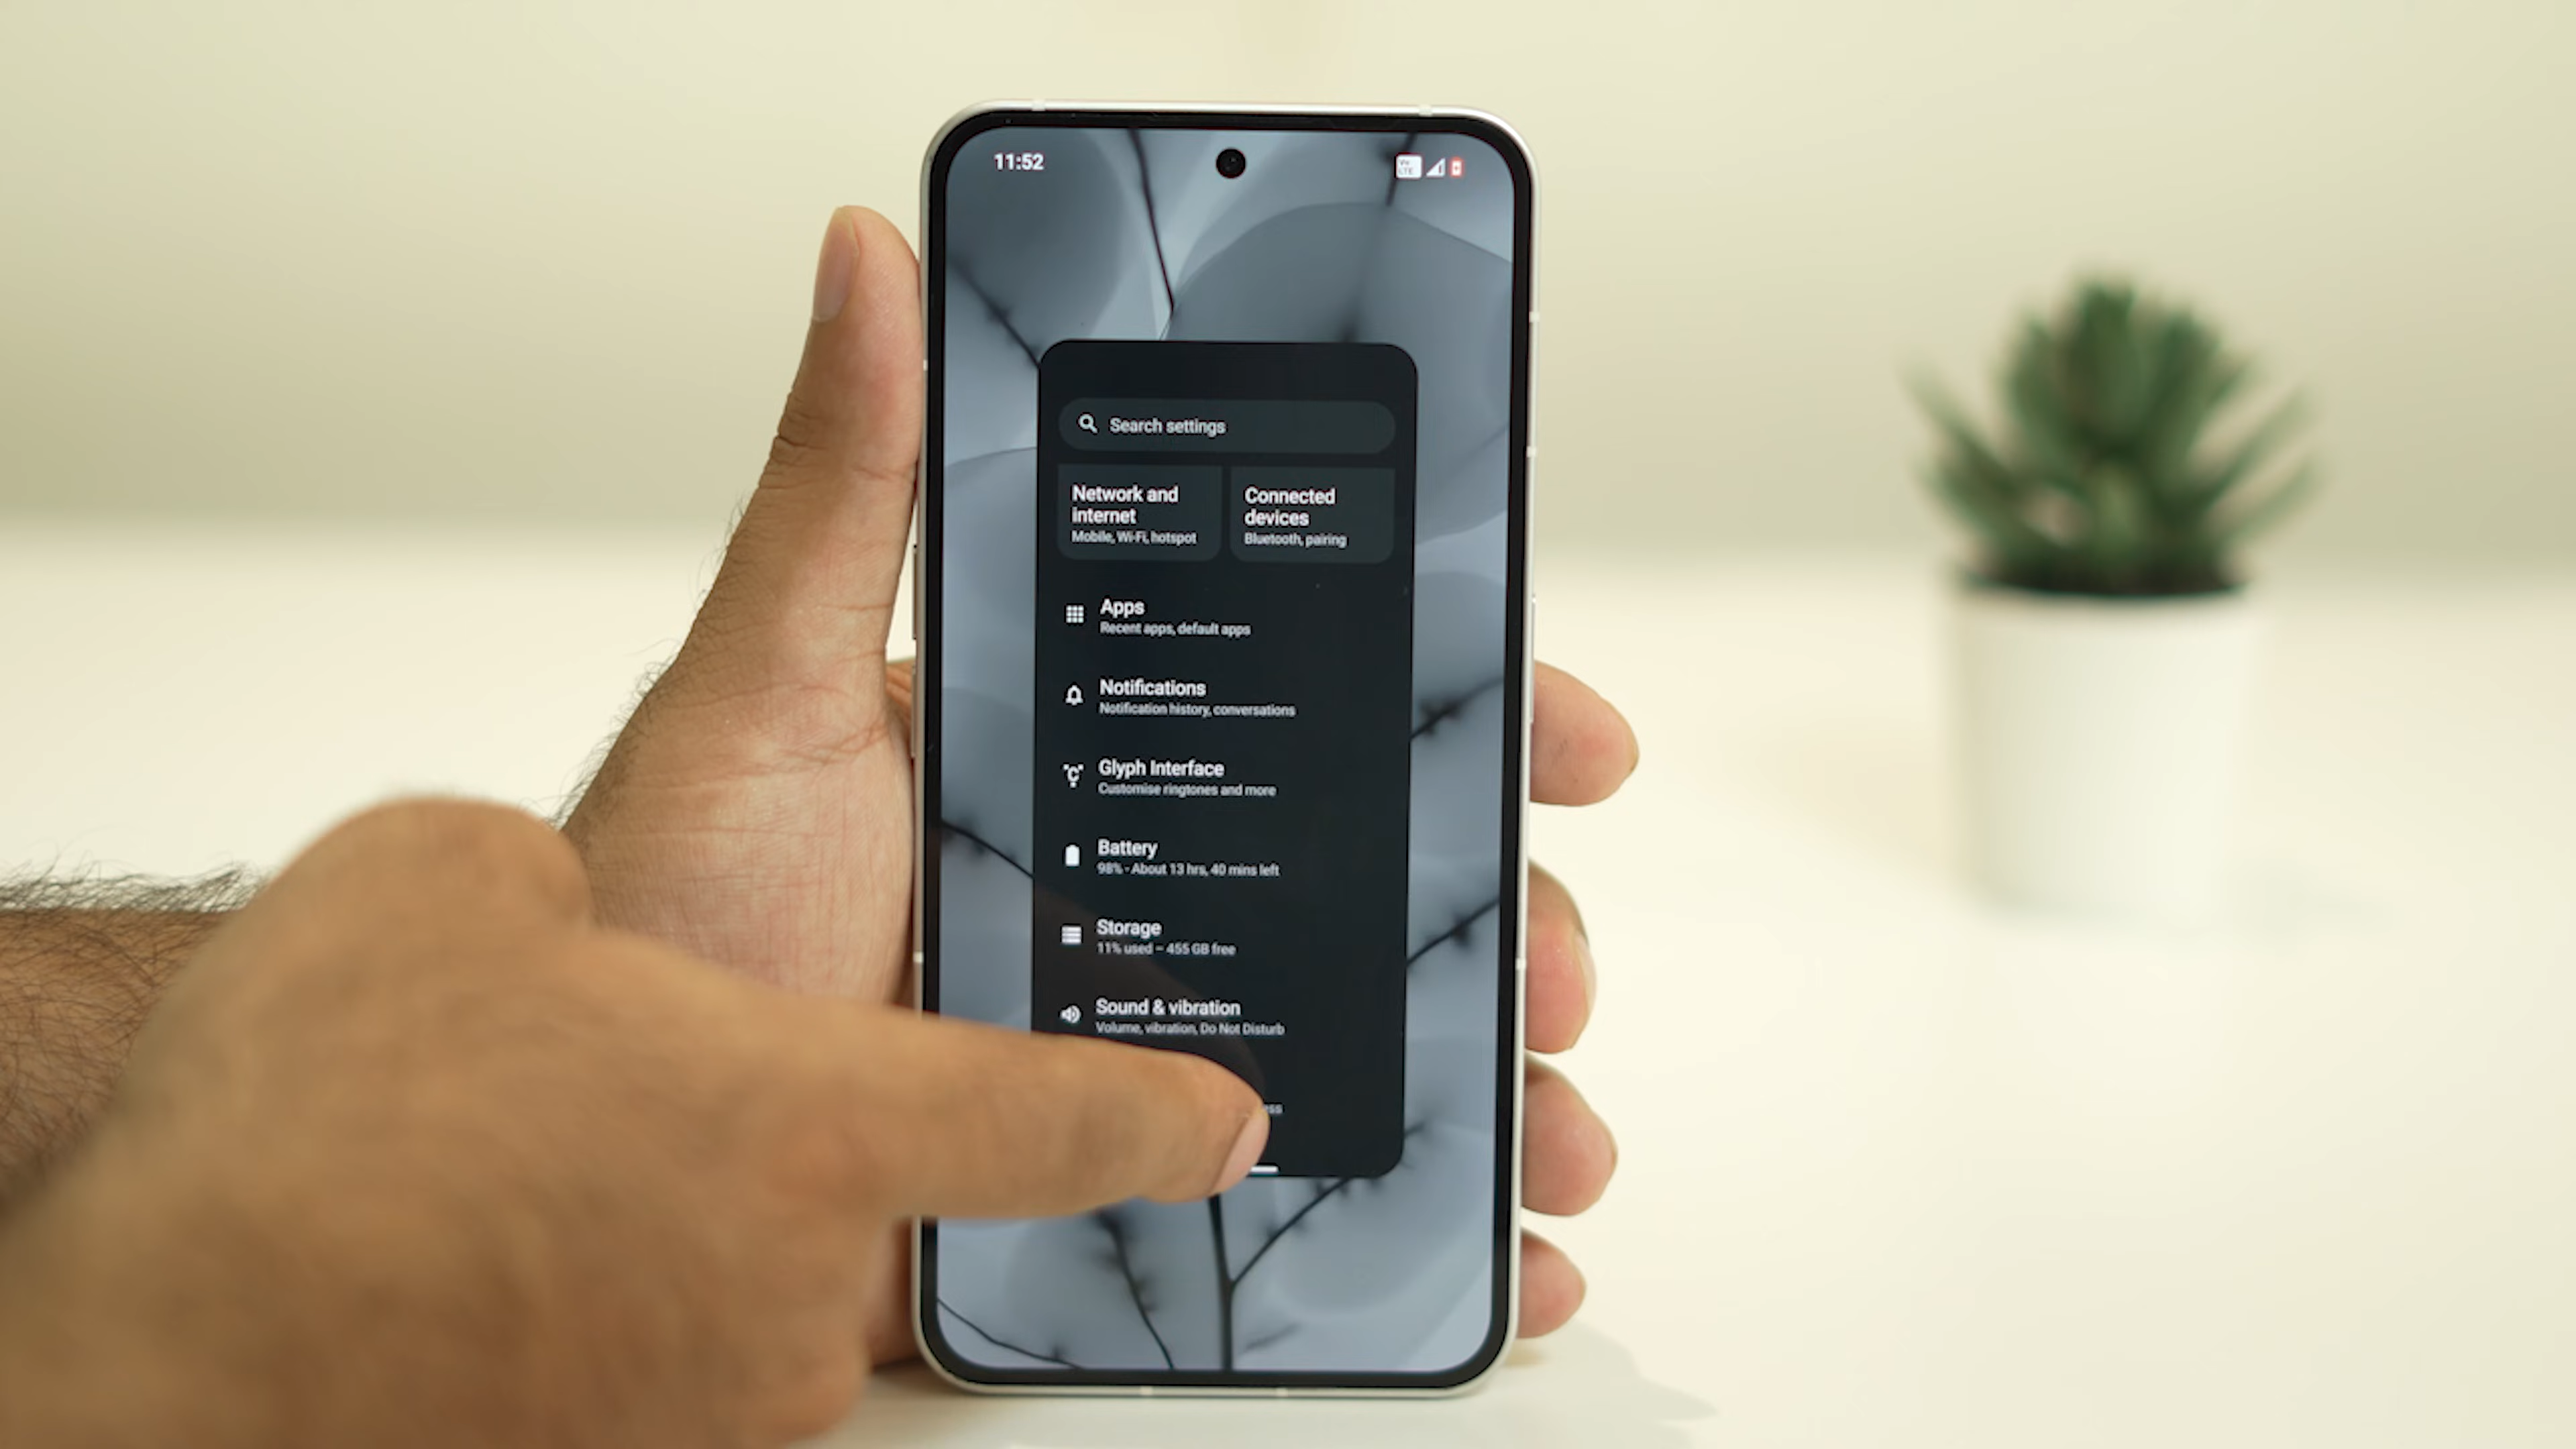 11:52
Vo
LTE
Search settings
Network and
internet
Mobile, Wi-Fi, hotspot
Connected
devices
Bluetooth, pairing
Apps
Recent apps, default apps
Notifications
Notification history, conversations
Glyph Interface
Customise ringtones and more
Battery
98% - About 13 hrs, 40 mins left
Storage
11% used – 455 GB free
Sound & vibration
Volume, vibration, Do Not Disturb